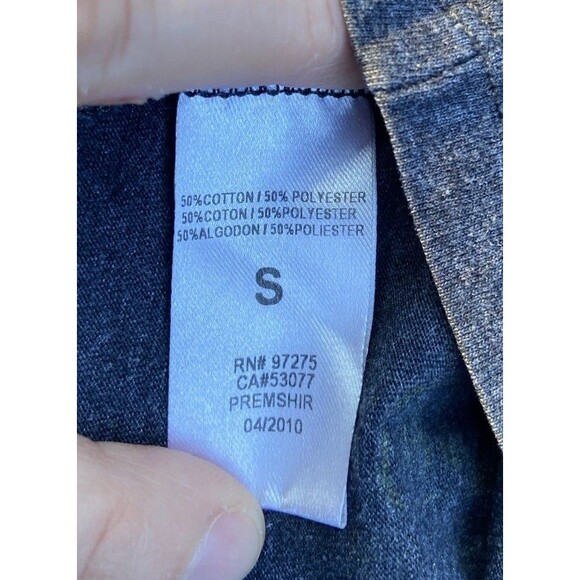 50%COTTON / 50% POLYESTER
50%COTON / 50%POLYESTER
50%ALGODON / 50%POLIESTER
S
RN# 97275
CA#53077
PREMSHIR
04/2010